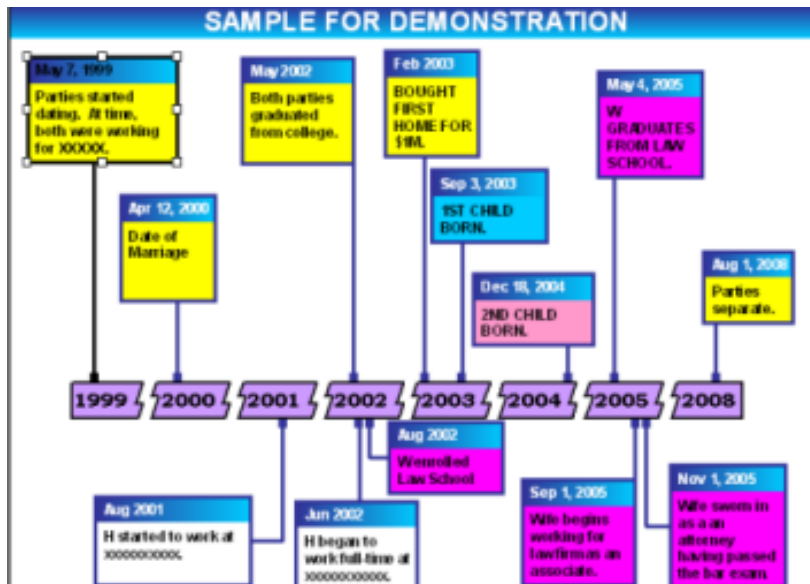 SAMPLE FOR DEMONSTRATION
May 7, 1999
Parties started
dating. At time,
both were working
for XXXXX.
May 2002
Both parties
graduated
from college.
Feb 2003
BOUGHT
FIRST
HOME FOR
$1M.
May 4, 2005
W
GRADUATES
FROM LAW
SCHOOL.
Apr 12, 2000
Date of
Marriage
Sep 3, 2003
1ST CHILD
BORN.
Dec 18, 2004
2ND CHILD
BORN.
Aug 1, 2008
Parties
separate.
1999
2000
2001
2002
2003
2004
2005
2008
Aug 2001
H started to work at
xxxxxxxxxx.
Jun 2002
H began to
work full-time at
xxxxxxxxxxx.
Aug 2002
W enrolled
Law School
Sep 1, 2005
Wife begins
working for
law firm as an
associate.
Nov 1, 2005
Wife sworn in
as a an
attorney
having passed
the bar exam.